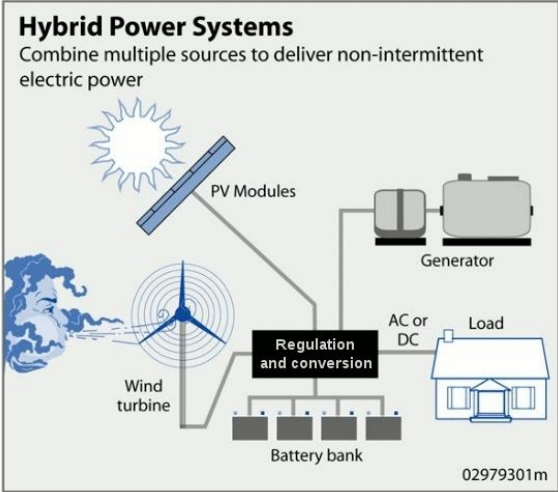 Hybrid Power Systems
Combine multiple sources to deliver non-intermittent
electric power
PV Modules
Generator
AC or
DC
Load
Regulation
and conversion
Wind
turbine
Battery bank
02979301m